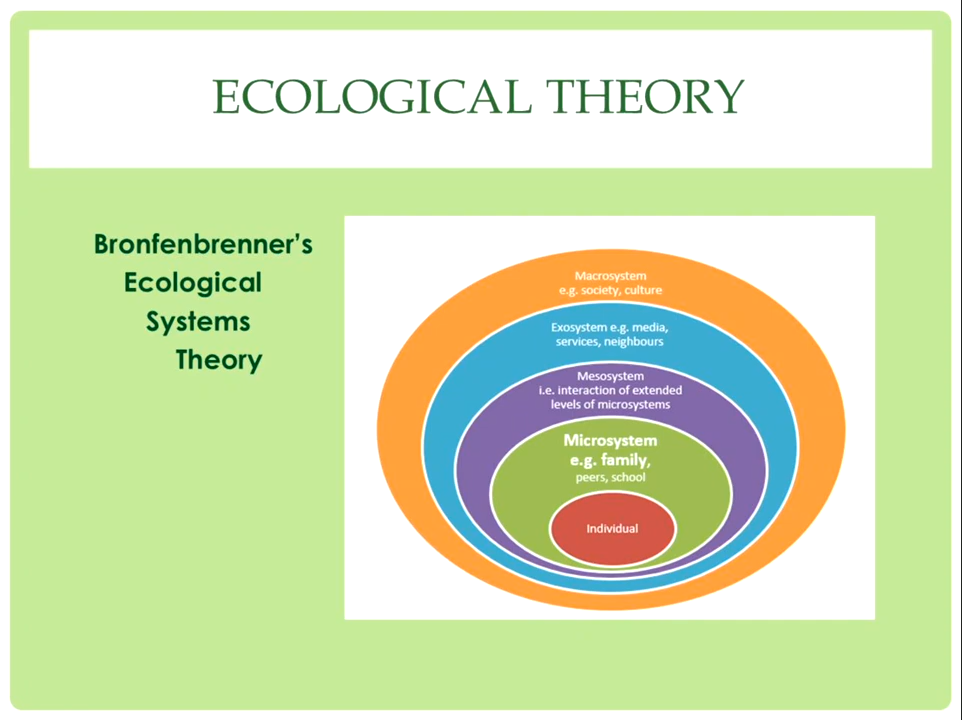 ECOLOGICAL THEORY
Bronfenbrenner's
Ecological
Systems
Theory
Macrosystem
e.g. society, culture
Exosystem e.g. media,
services, neighbours
Mesosystem
i.e. interaction of extended
levels of microsystems
Microsystem
e.g. family,
peers, school
Individual